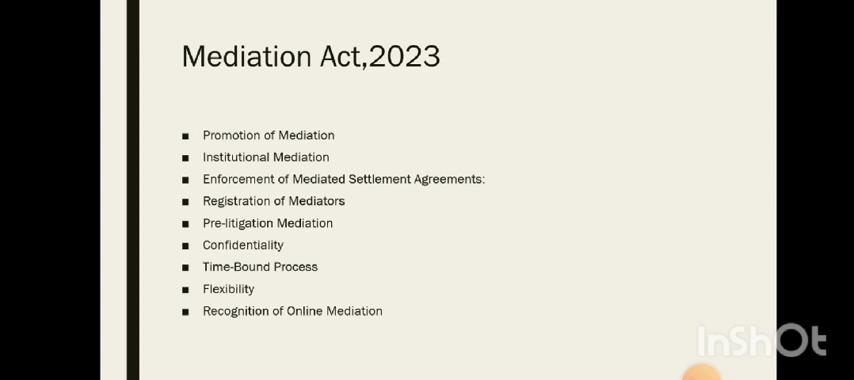 Mediation Act,2023
■ Promotion of Mediation
■ Institutional Mediation
■ Enforcement of Mediated Settlement Agreements:
■ Registration of Mediators
■ Pre-litigation Mediation
■ Confidentiality
■ Time-Bound Process
■ Flexibility
■ Recognition of Online Mediation
InShOt